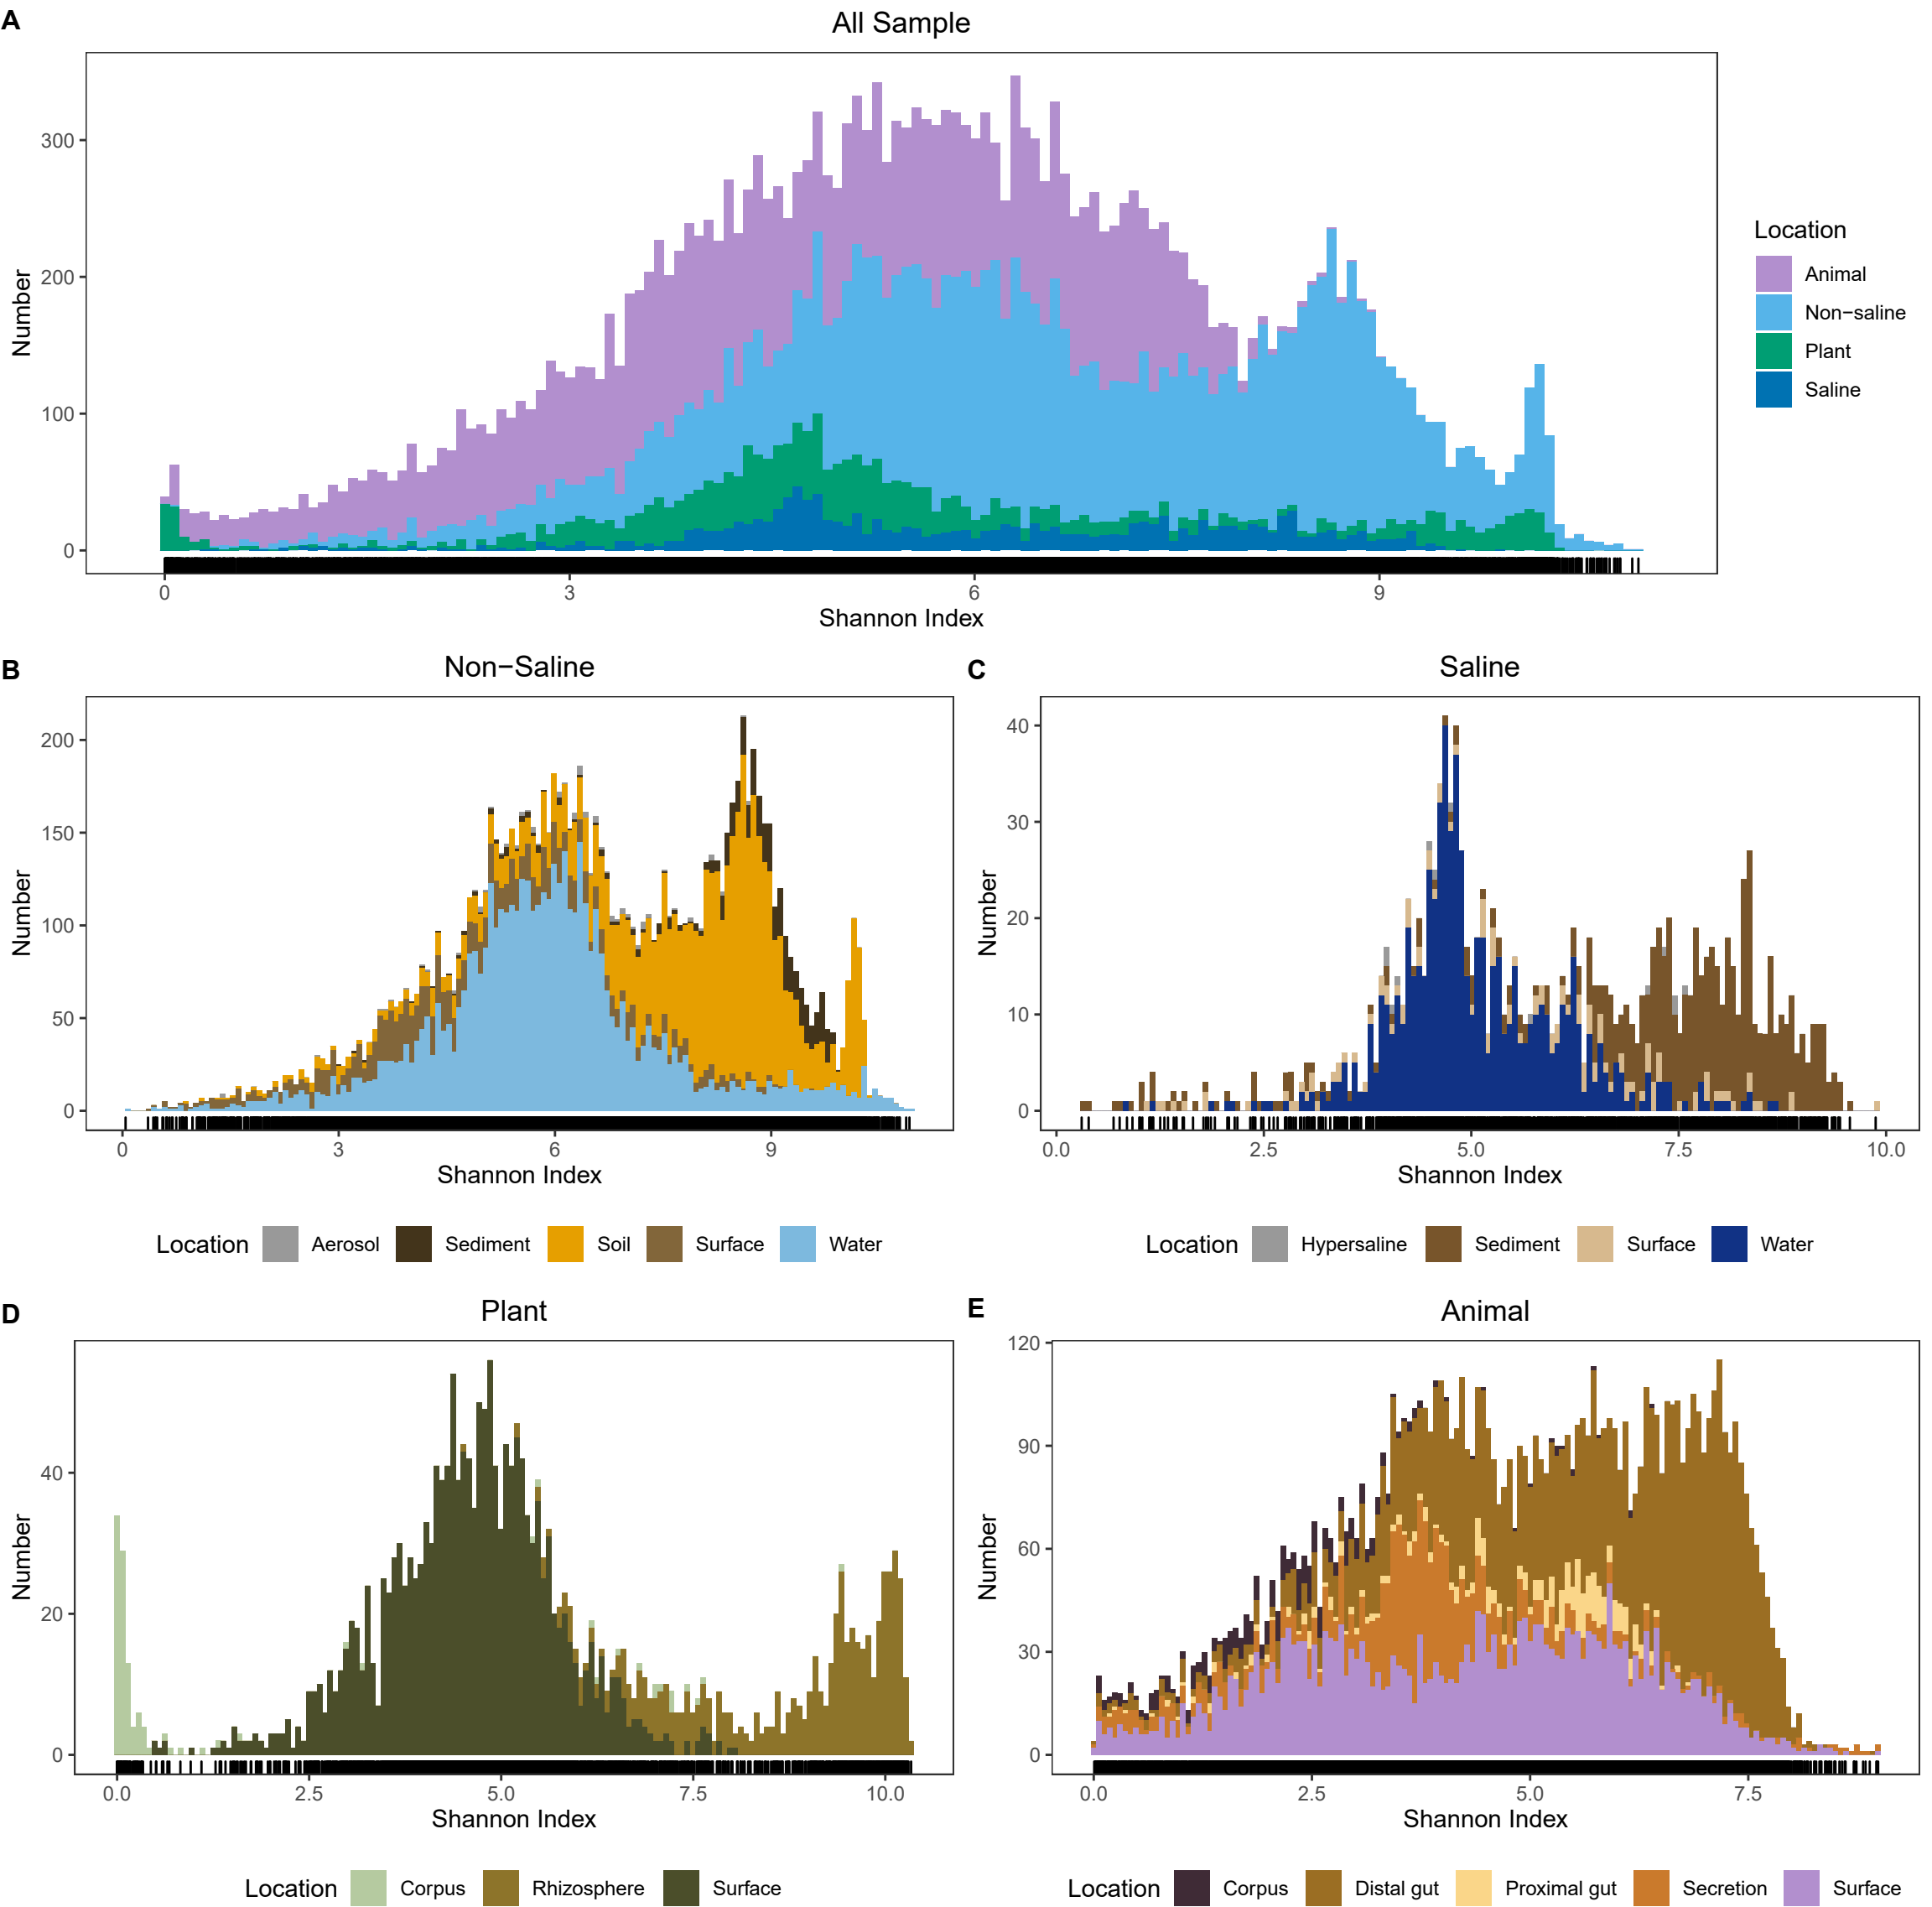 A
All Sample
Number
300
200
100
0
0 3 6 9
Shannon Index
Location
Animal
Non−saline
Plant
Saline
B
Non−Saline
Number
200
150
100
50
0
0 3 6 9
Shannon Index
Location Aerosol Sediment Soil Surface Water
C
Saline
Number
40
30
20
10
0
0.0 2.5 5.0 7.5 10.0
Shannon Index
Location Hypersaline Sediment Surface Water
D
Plant
Number
40
20
0
0.0 2.5 5.0 7.5 10.0
Shannon Index
Location Corpus Rhizosphere Surface
E
Animal
Number
120
90
60
30
0
0.0 2.5 5.0 7.5
Shannon Index
Location Corpus Distal gut Proximal gut Secretion Surface